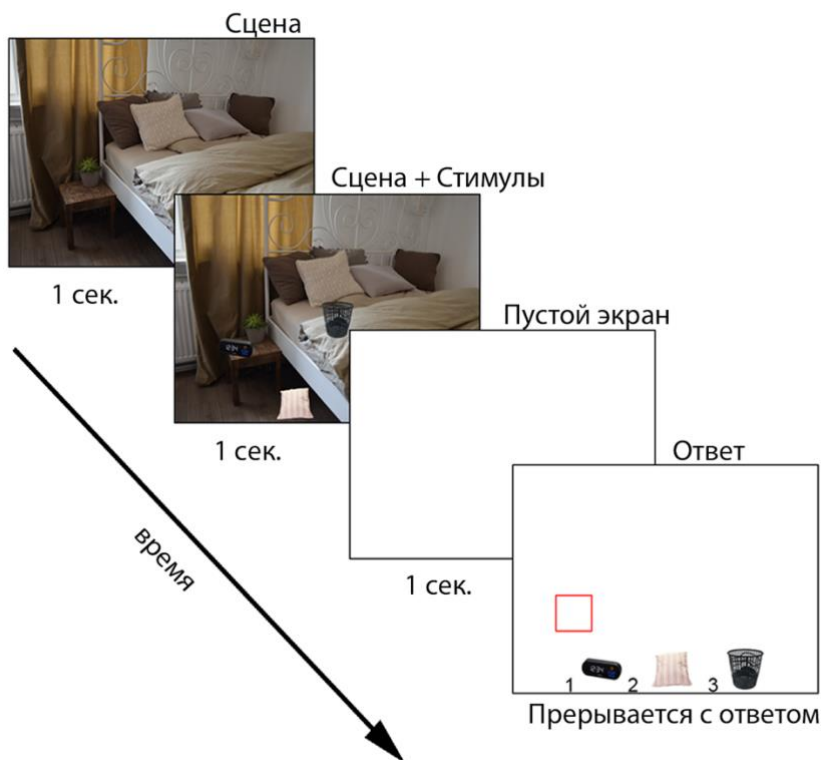 Сцена
1 сек.
Сцена + Стимулы
1 сек.
Пустой экран
1 сек.
Ответ
1 2 3
Прерывается с ответом
время